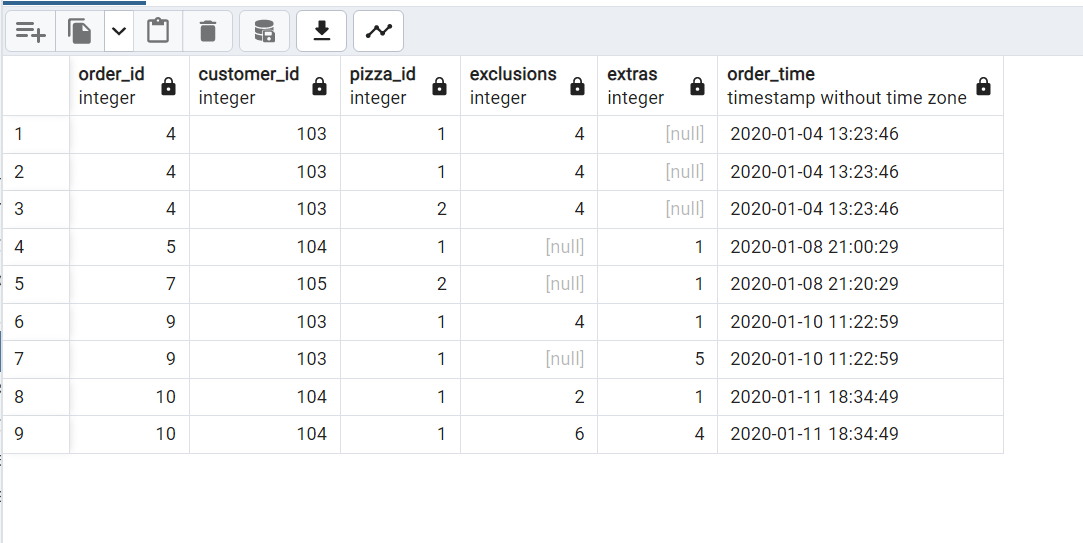 order_id customer_id pizza_id exclusions extras order_time
integer integer integer integer integer timestamp without time zone
1 4 103 1 4 [null] 2020-01-04 13:23:46
2 4 103 1 4 [null] 2020-01-04 13:23:46
3 4 103 2 4 [null] 2020-01-04 13:23:46
4 5 104 1 [null] 1 2020-01-08 21:00:29
5 7 105 2 [null] 1 2020-01-08 21:20:29
6 9 103 1 4 1 2020-01-10 11:22:59
7 9 103 1 [null] 5 2020-01-10 11:22:59
8 10 104 1 2 1 2020-01-11 18:34:49
9 10 104 1 6 4 2020-01-11 18:34:49